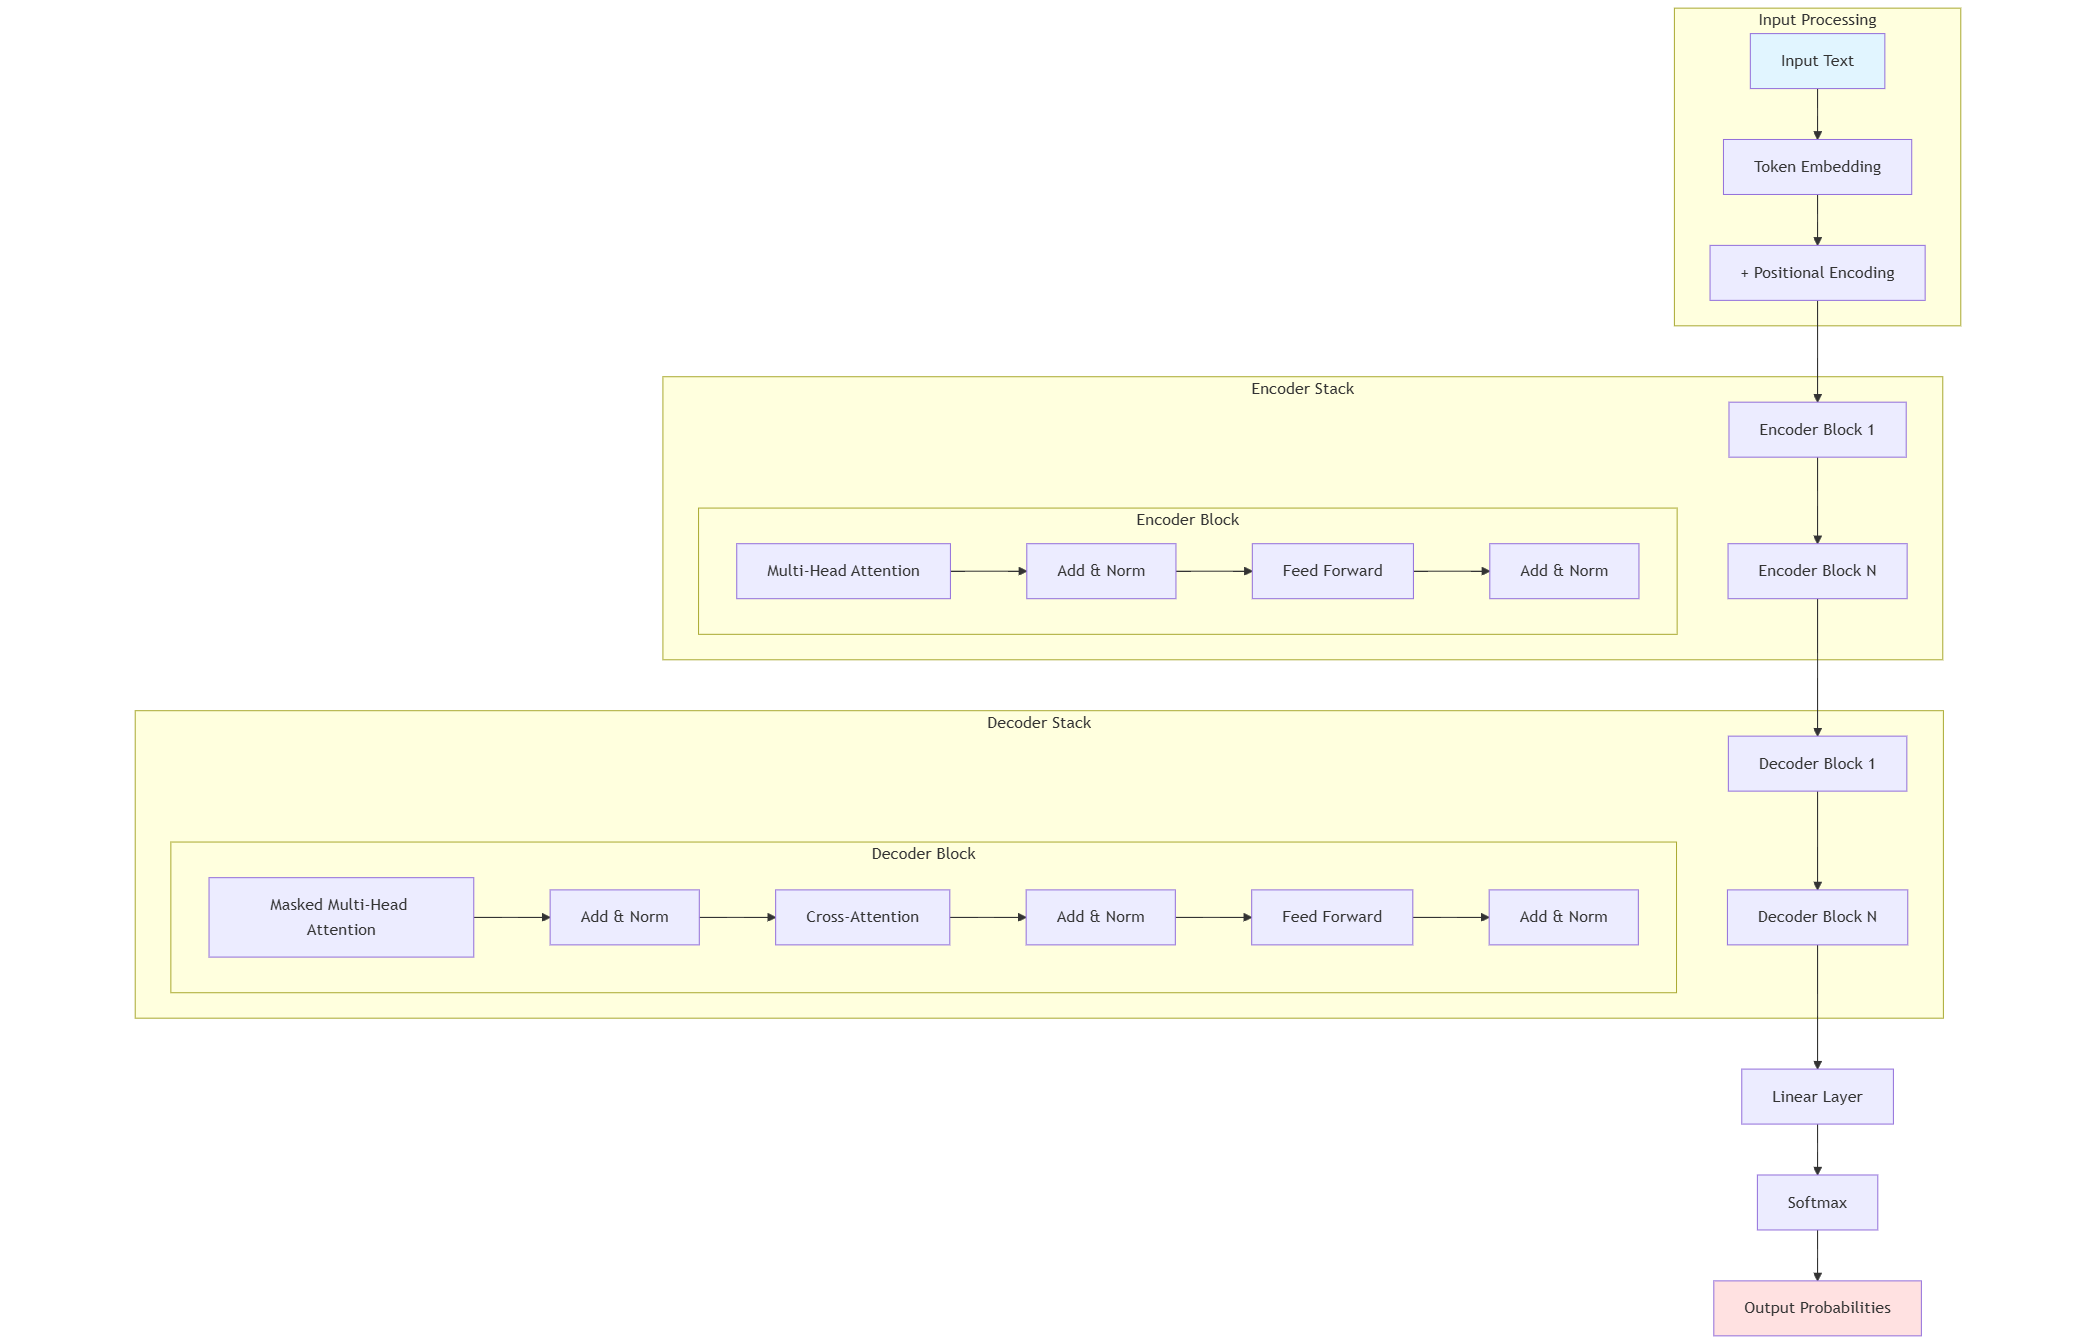 Input Processing
Input Text
Token Embedding
+ Positional Encoding
Encoder Stack
Encoder Block 1
Encoder Block
Multi-Head Attention
Add & Norm
Feed Forward
Add & Norm
Encoder Block N
Decoder Stack
Decoder Block 1
Decoder Block
Masked Multi-Head
Attention
Add & Norm
Cross-Attention
Add & Norm
Feed Forward
Add & Norm
Decoder Block N
Linear Layer
Softmax
Output Probabilities